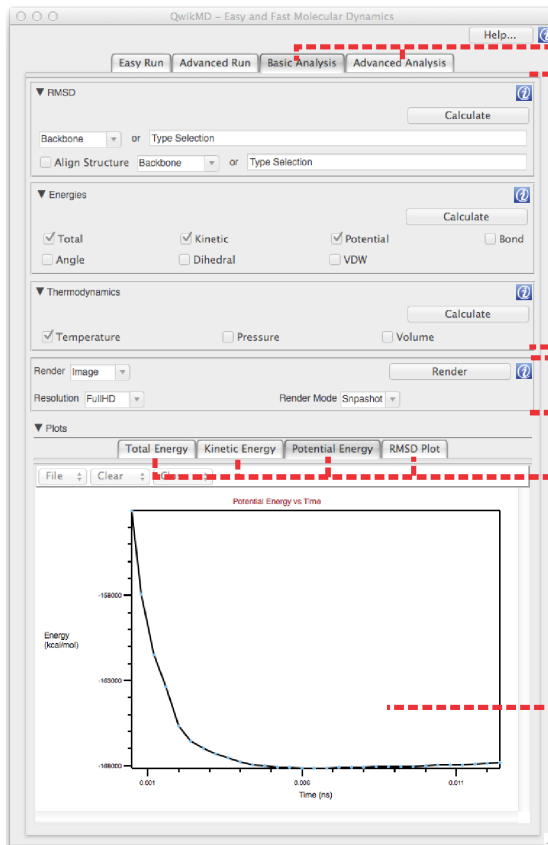 QwikMD – Easy and Fast Molecular Dynamics
Help...
Easy Run Advanced Run Basic Analysis Advanced Analysis
RMSD
Calculate
Backbone or Type Selection
Align Structure Backbone or Type Selection
Energies
Calculate
Total Kinetic Potential Bond
Angle Dihedral VDW
Thermodynamics
Calculate
Temperature Pressure Volume
Render Image Render
Resolution FullHD Render Mode Snpashot
Plots
Total Energy Kinetic Energy Potential Energy RMSD Plot
File Clear
Potential Energy vs Time
-158000
Energy
(kcal/mol)
-163000
-168000
0.001 0.006 0.011
Time (ns)